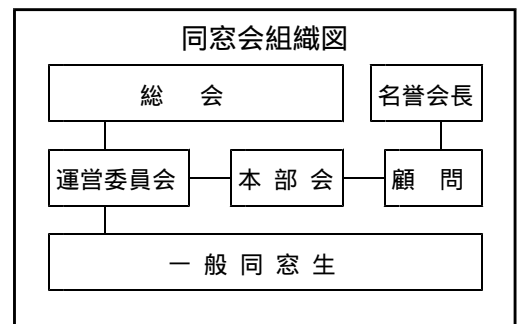 同窓会組織図
総 会 名誉会長
運営委員会 本 部 会 顧 問
一 般 同 窓 生